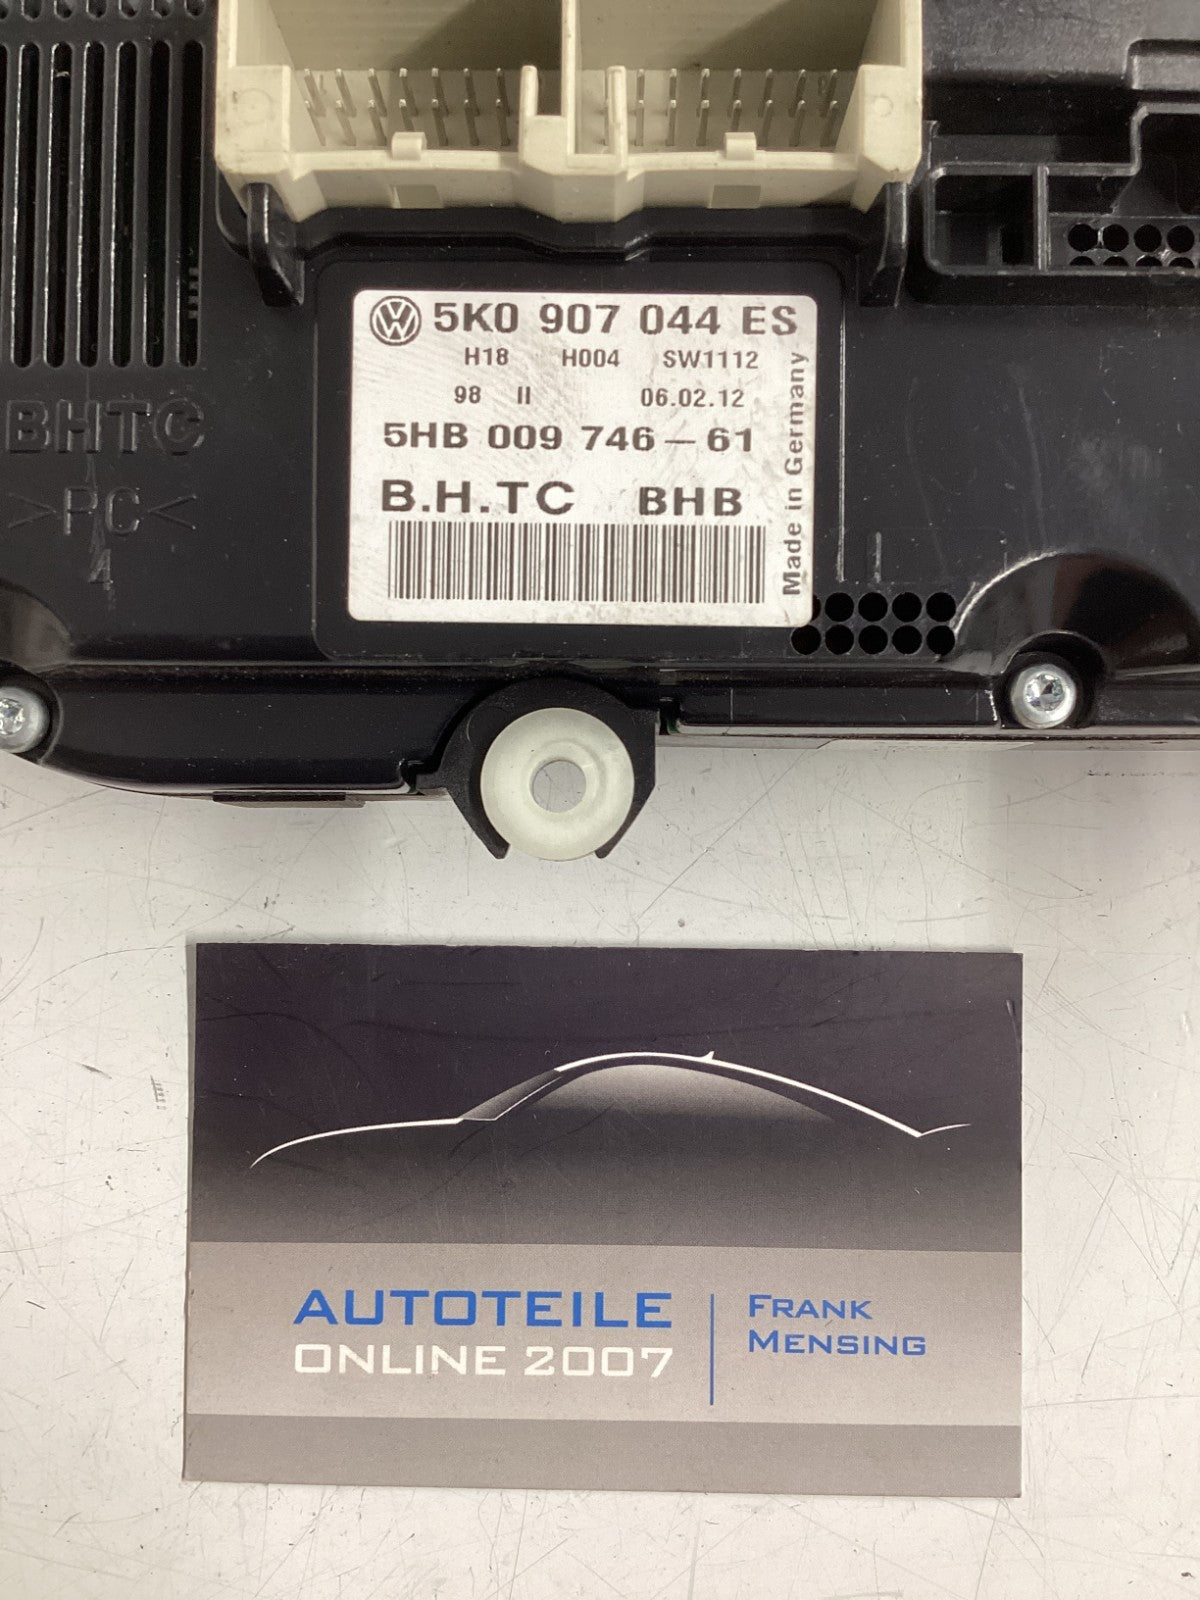 5K0 907 044 ES
H18 H004 SW1112
98 II 06.02.12
5HB 009 746-61
B.H.TC BHB
Made in Germany
BHTC
>PC<
4
AUTOTEILE
ONLINE 2007
FRANK
MENSING